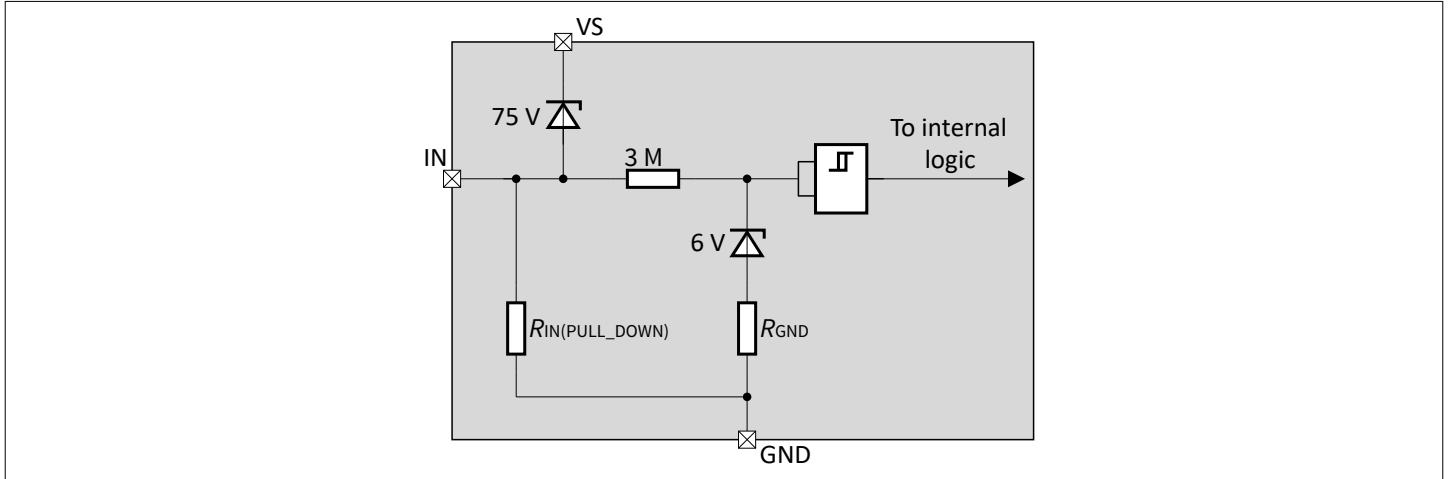 VS
75 V
To internal
logic
IN
3 M
6 V
RIN(PULL_DOWN)
RGND
GND